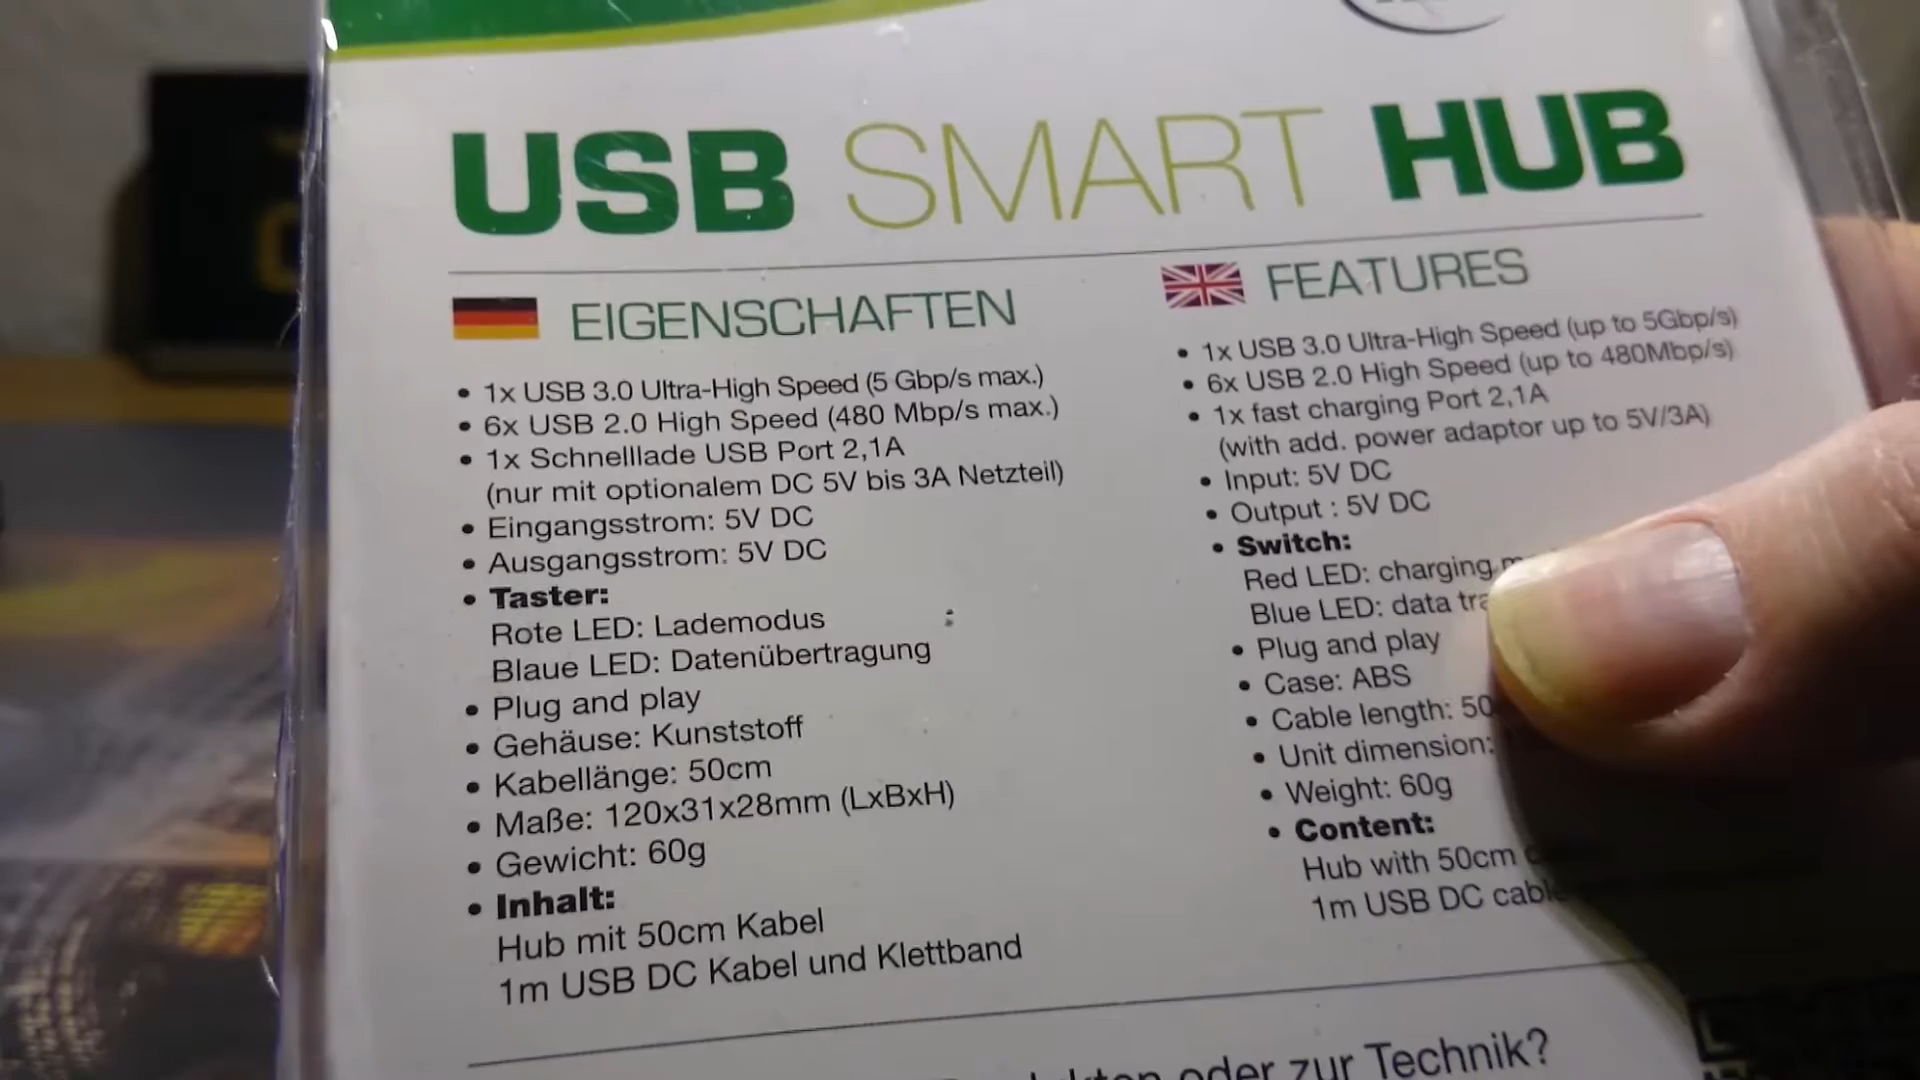 USB SMART HUB
EIGENSCHAFTEN
• 1x USB 3.0 Ultra-High Speed (5 Gbp/s max.)
• 6x USB 2.0 High Speed (480 Mbp/s max.)
• 1x Schnelllade USB Port 2,1A
(nur mit optionalem DC 5V bis 3A Netzteil)
• Eingangsstrom: 5V DC
• Ausgangsstrom: 5V DC
• Taster:
Rote LED: Lademodus
Blaue LED: Datenübertragung
• Plug and play
• Gehäuse: Kunststoff
• Kabellänge: 50cm
• Maße: 120x31x28mm (LxBxH)
• Gewicht: 60g
• Inhalt:
Hub mit 50cm Kabel
1m USB DC Kabel und Klettband
FEATURES
• 1x USB 3.0 Ultra-High Speed (up to 5Gbp/s)
• 6x USB 2.0 High Speed (up to 480Mbp/s)
• 1x fast charging Port 2,1A
(with add. power adaptor up to 5V/3A)
• Input: 5V DC
• Output : 5V DC
• Switch:
Red LED: charging
Blue LED: data
• Plug and play
• Case: ABS
• Cable length: 50
• Unit dimension:
• Weight: 60g
• Content:
Hub with 50cm
1m USB DC cable
oder zur Technik?